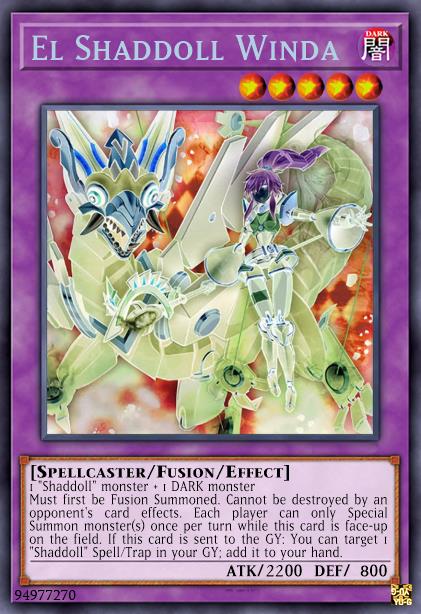 El Shaddoll Winda
DARK
闇
[Spellcaster/Fusion/Effect]
1 "Shaddoll" monster + 1 DARK monster
Must first be Fusion Summoned. Cannot be destroyed by an
opponent's card effects. Each player can only Special
Summon monster(s) once per turn while this card is face-up
on the field. If this card is sent to the GY: You can target 1
"Shaddoll" Spell/Trap in your GY; add it to your hand.
ATK/2200 DEF/ 800
94977270